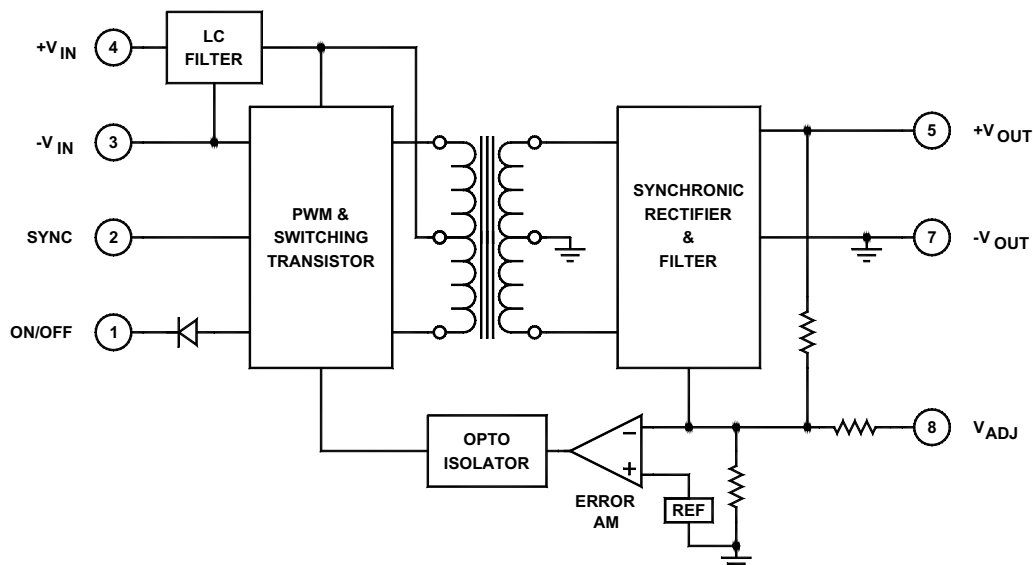 LC
FILTER
+V IN
4
-V IN
3
SYNC
2
ON/OFF
1
PWM &
SWITCHING
TRANSISTOR
SYNCHRONIC
RECTIFIER
&
FILTER
5
+V OUT
7
-V OUT
8
V ADJ
OPTO
ISOLATOR
−
+
ERROR
AM
REF